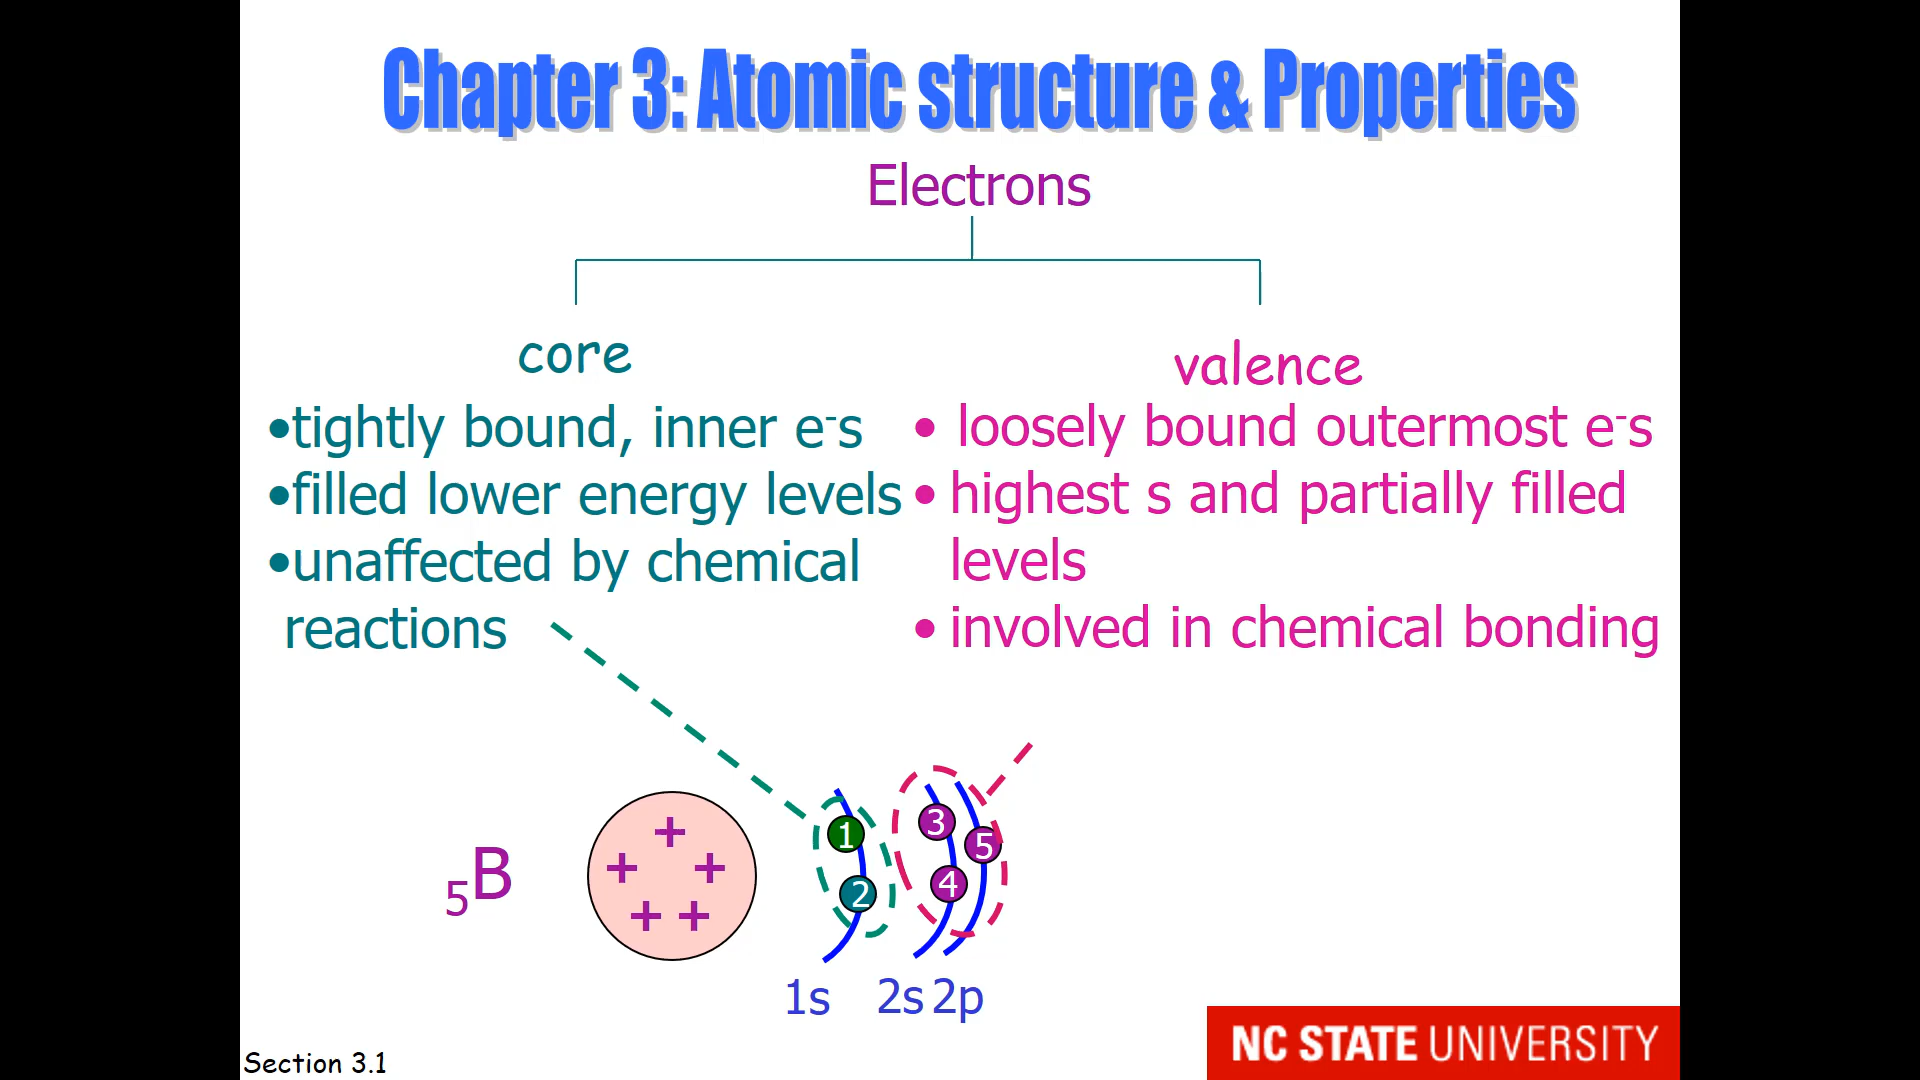 Chapter 3: Atomic structure & Properties
Electrons
core
•tightly bound, inner e⁻s
•filled lower energy levels
•unaffected by chemical
reactions
valence
• loosely bound outermost e⁻s
• highest s and partially filled
levels
• involved in chemical bonding
₅B
+
+ +
+ +
1
2
3
4
5
1s 2s 2p
Section 3.1
NC STATE UNIVERSITY